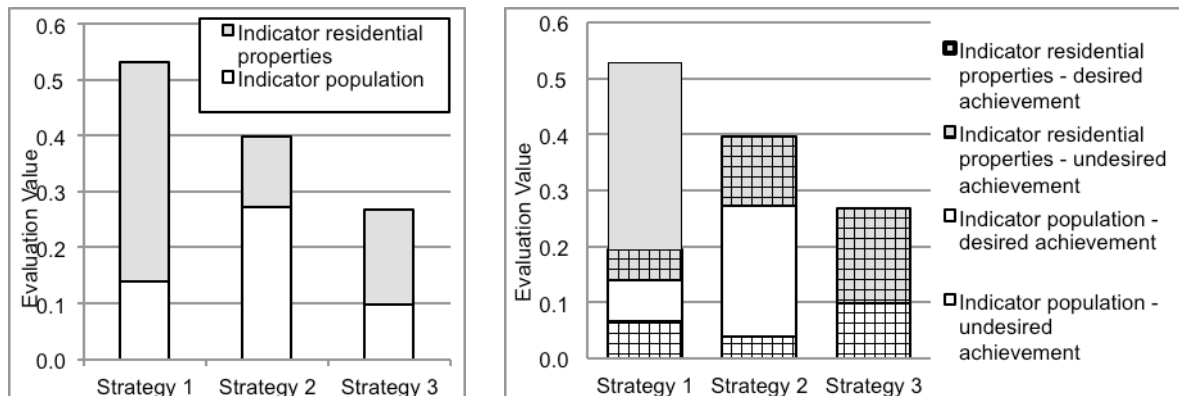 0.6
0.5
0.4
0.3
0.2
0.1
0.0
Evaluation Value
Indicator residential
properties
Indicator population
Strategy 1 Strategy 2 Strategy 3
0.6
0.5
0.4
0.3
0.2
0.1
0.0
Evaluation Value
Strategy 1 Strategy 2 Strategy 3
Indicator residential
properties - desired
achievement
Indicator residential
properties - undesired
achievement
Indicator population -
desired achievement
Indicator population -
undesired
achievement